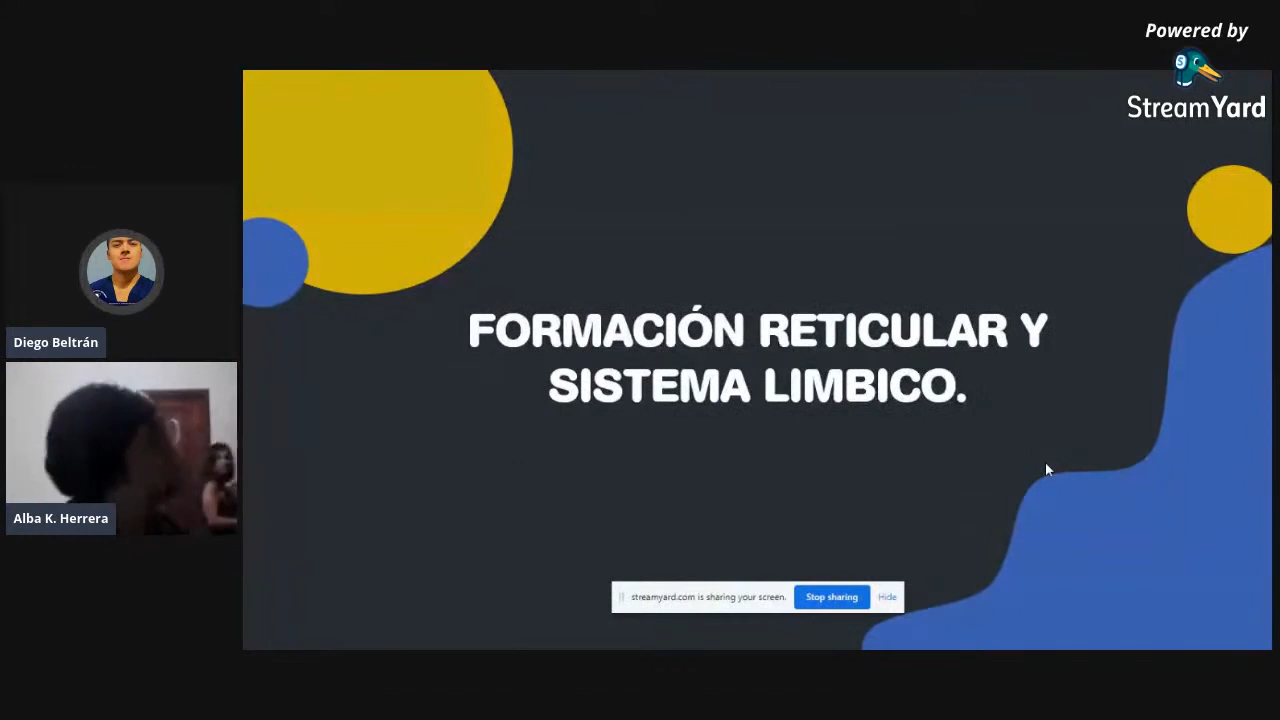 Powered by
StreamYard
FORMACIÓN RETICULAR Y
SISTEMA LIMBICO.
Diego Beltrán
Alba K. Herrera
streamyard.com is sharing your screen. Stop sharing Hide